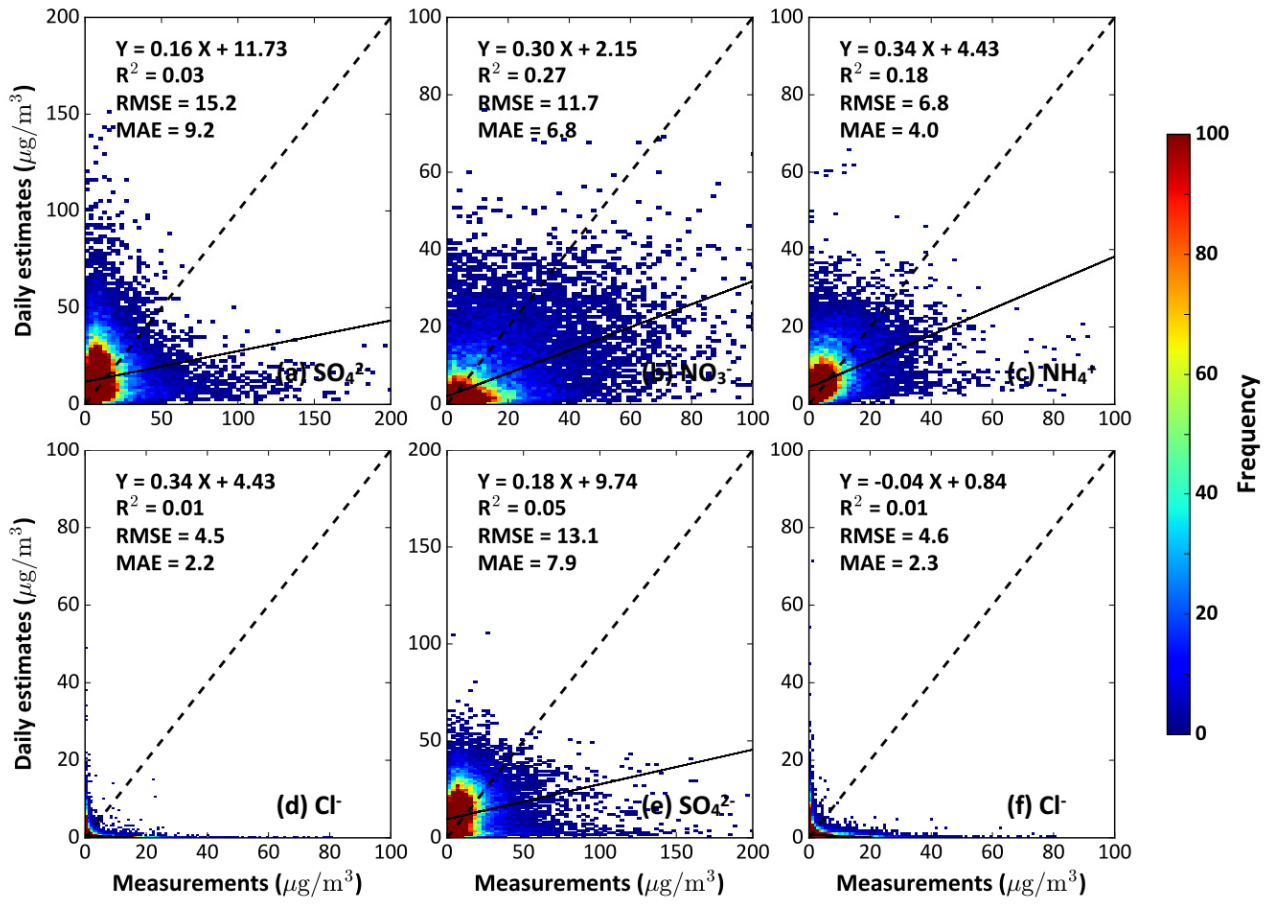 Y = 0.16 X + 11.73
R² = 0.03
RMSE = 15.2
MAE = 9.2
(a) SO₄²⁻
200
150
100
50
0
0
50
100
150
200
Daily estimates (μg/m³)
Y = 0.30 X + 2.15
R² = 0.27
RMSE = 11.7
MAE = 6.8
(b) NO₃⁻
100
80
60
40
20
0
0
20
40
60
80
100
Y = 0.34 X + 4.43
R² = 0.18
RMSE = 6.8
MAE = 4.0
(c) NH₄⁺
100
80
60
40
20
0
0
20
40
60
80
100
Y = 0.34 X + 4.43
R² = 0.01
RMSE = 4.5
MAE = 2.2
(d) Cl⁻
100
80
60
40
20
0
0
20
40
60
80
100
Daily estimates (μg/m³)
Measurements (μg/m³)
Y = 0.18 X + 9.74
R² = 0.05
RMSE = 13.1
MAE = 7.9
(e) SO₄²⁻
200
150
100
50
0
0
50
100
150
200
Measurements (μg/m³)
Y = -0.04 X + 0.84
R² = 0.01
RMSE = 4.6
MAE = 2.3
(f) Cl⁻
100
80
60
40
20
0
0
20
40
60
80
100
Measurements (μg/m³)
100
80
60
40
20
0
Frequency